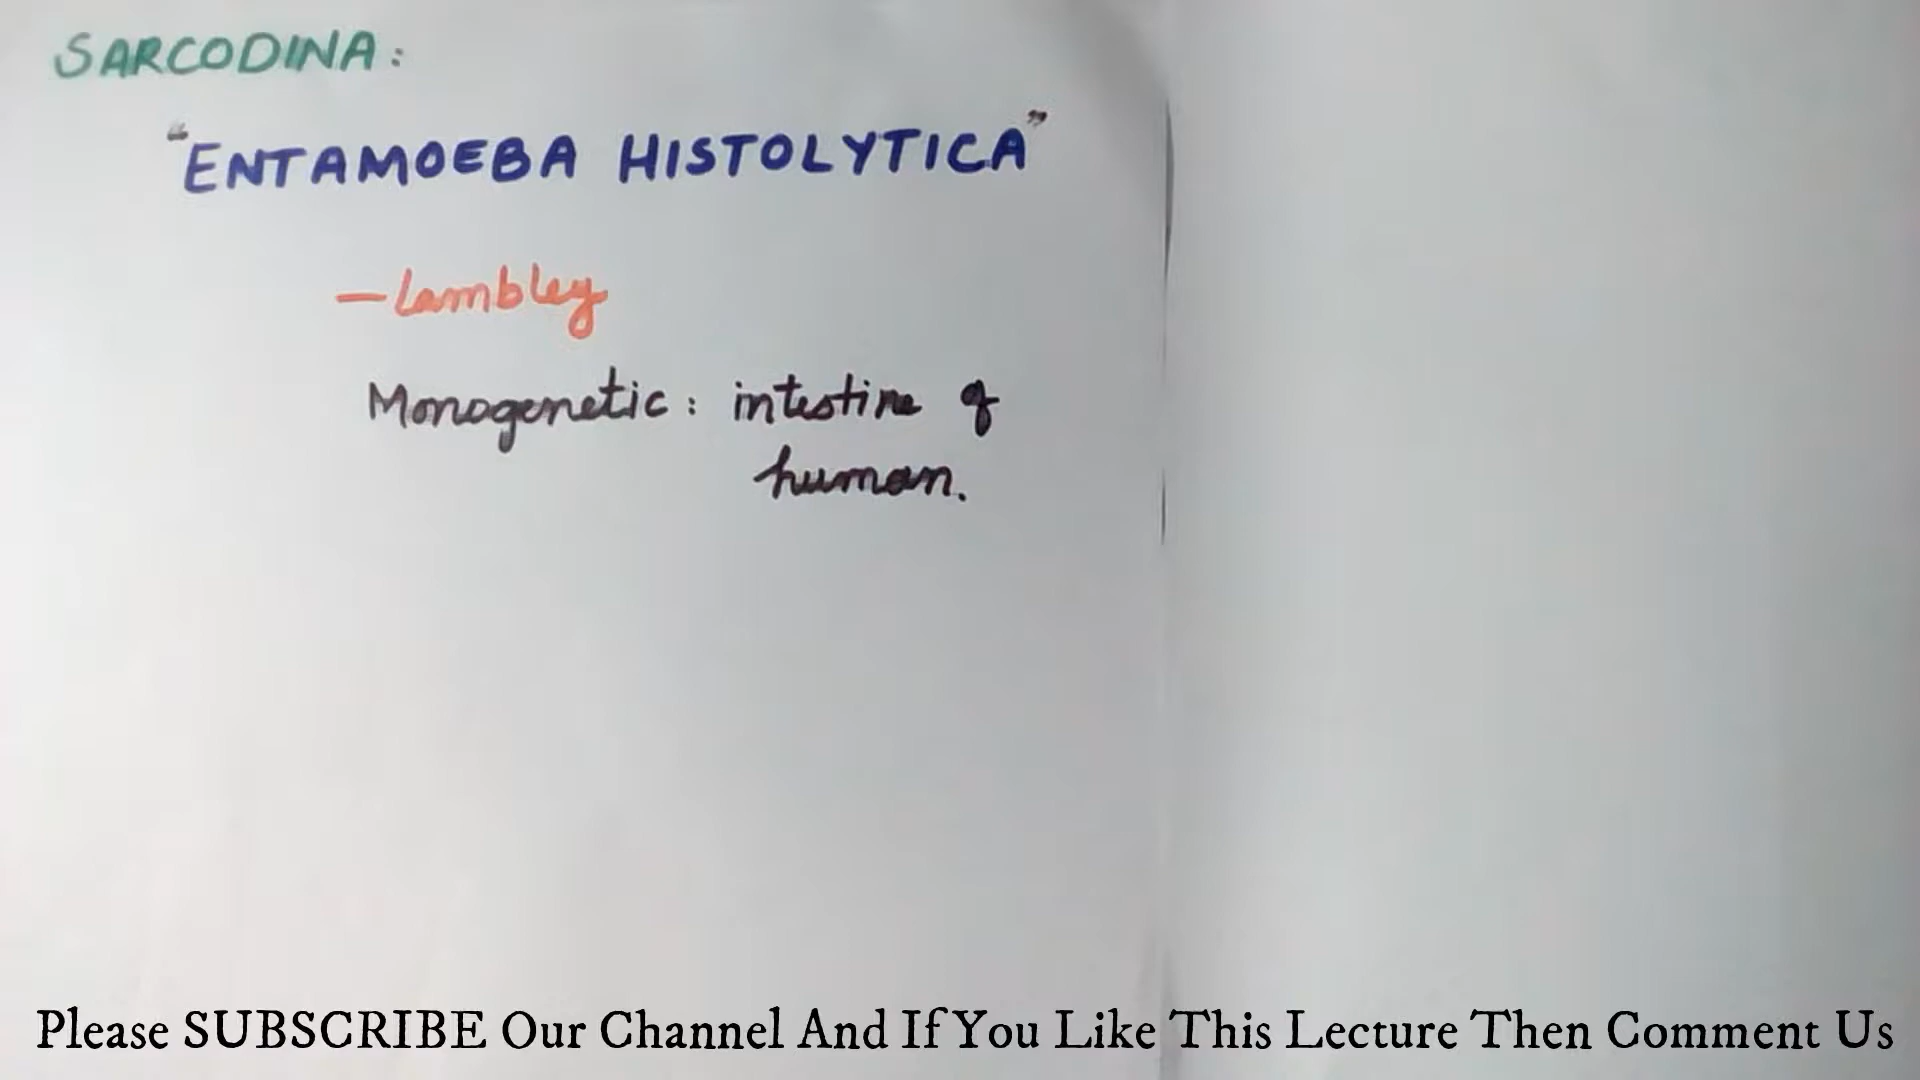 SARCODINA:
"ENTAMOEBA HISTOLYTICA"
- Lambley
Monogenetic: intestine of
human.
Please SUBSCRIBE Our Channel And If You Like This Lecture Then Comment Us